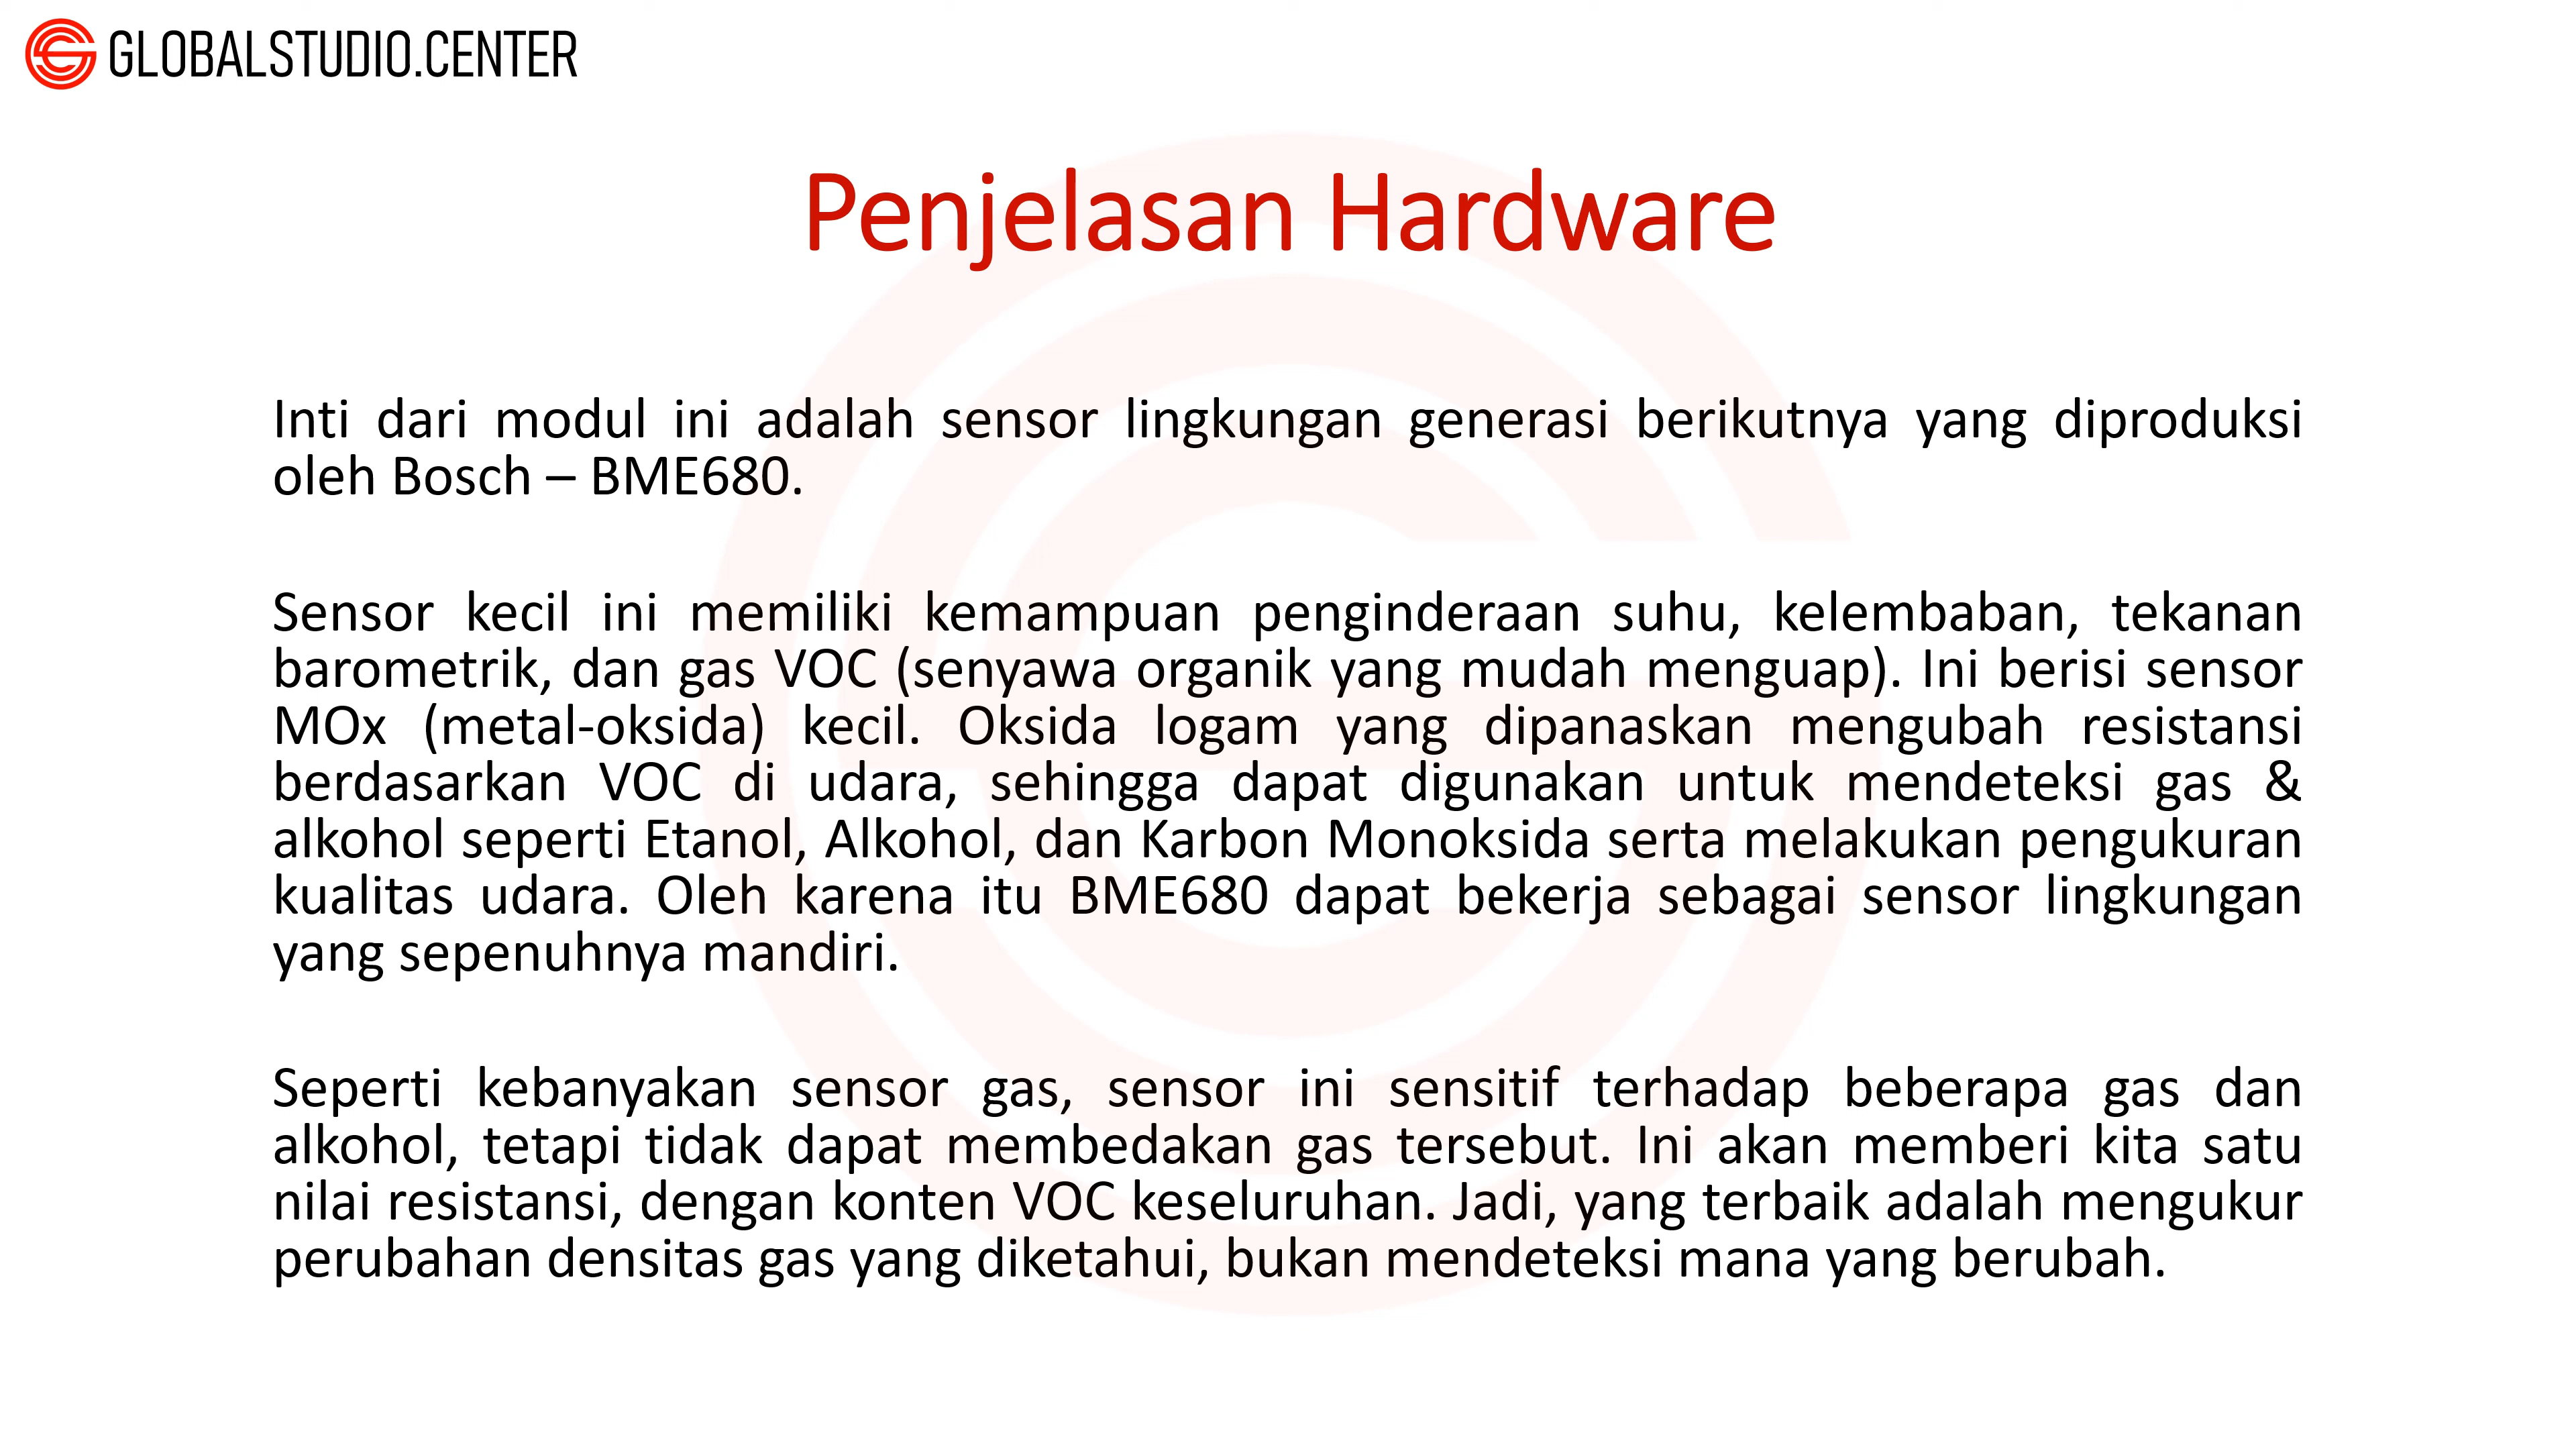 GLOBALSTUDIO.CENTER
Penjelasan Hardware
Inti dari modul ini adalah sensor lingkungan generasi berikutnya yang diproduksi
oleh Bosch – BME680.
Sensor kecil ini memiliki kemampuan penginderaan suhu, kelembaban, tekanan
barometrik, dan gas VOC (senyawa organik yang mudah menguap). Ini berisi sensor
MOx (metal-oksida) kecil. Oksida logam yang dipanaskan mengubah resistansi
berdasarkan VOC di udara, sehingga dapat digunakan untuk mendeteksi gas &
alkohol seperti Etanol, Alkohol, dan Karbon Monoksida serta melakukan pengukuran
kualitas udara. Oleh karena itu BME680 dapat bekerja sebagai sensor lingkungan
yang sepenuhnya mandiri.
Seperti kebanyakan sensor gas, sensor ini sensitif terhadap beberapa gas dan
alkohol, tetapi tidak dapat membedakan gas tersebut. Ini akan memberi kita satu
nilai resistansi, dengan konten VOC keseluruhan. Jadi, yang terbaik adalah mengukur
perubahan densitas gas yang diketahui, bukan mendeteksi mana yang berubah.